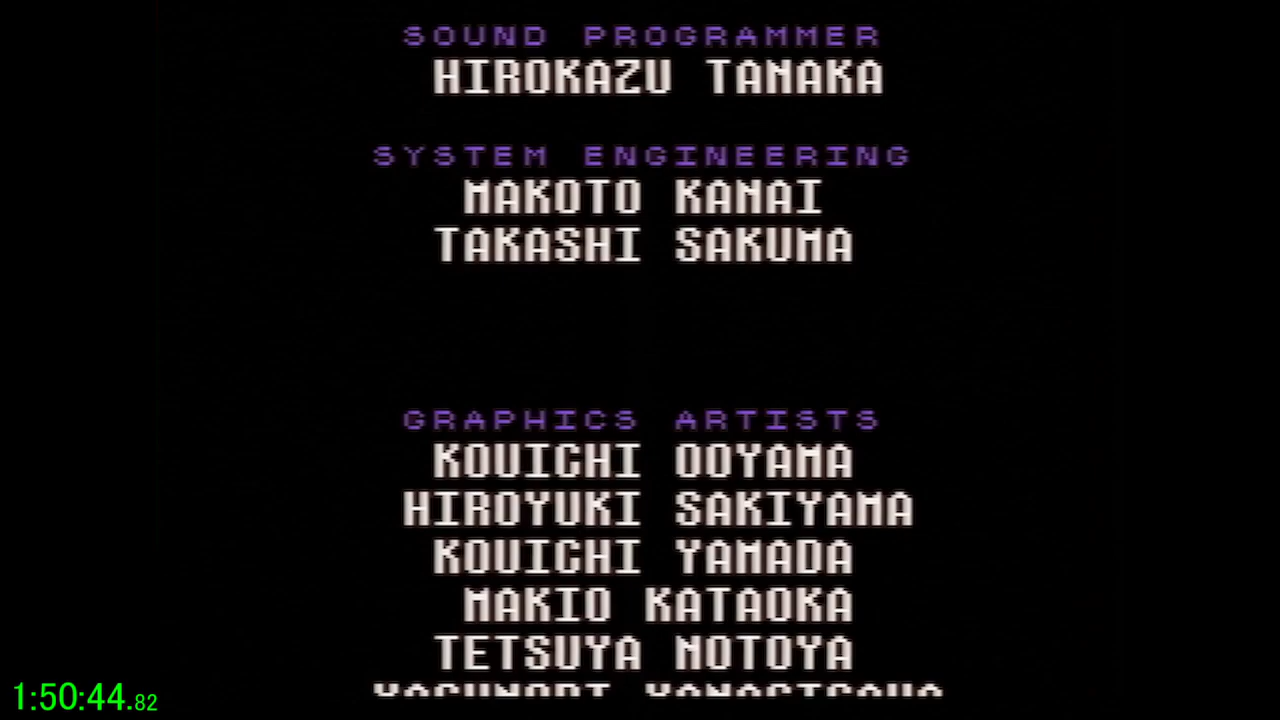 SOUND PROGRAMMER
HIROKAZU TANAKA
SYSTEM ENGINEERING
MAKOTO KANAI
TAKASHI SAKUMA
GRAPHICS ARTISTS
KOUICHI OOYAMA
HIROYUKI SAKIYAMA
KOUICHI YAMADA
MAKIO KATAOKA
TETSUYA NOTOYA
1:50:44.82